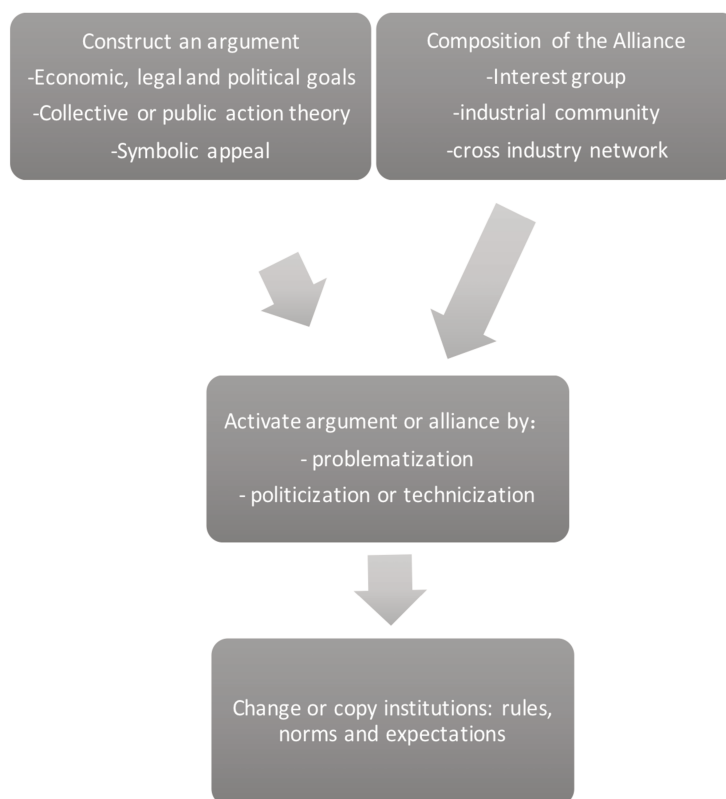 Construct an argument
-Economic, legal and political goals
-Collective or public action theory
-Symbolic appeal
Composition of the Alliance
-Interest group
-industrial community
-cross industry network
Activate argument or alliance by:
- problematization
- politicization or technicization
Change or copy institutions: rules,
norms and expectations